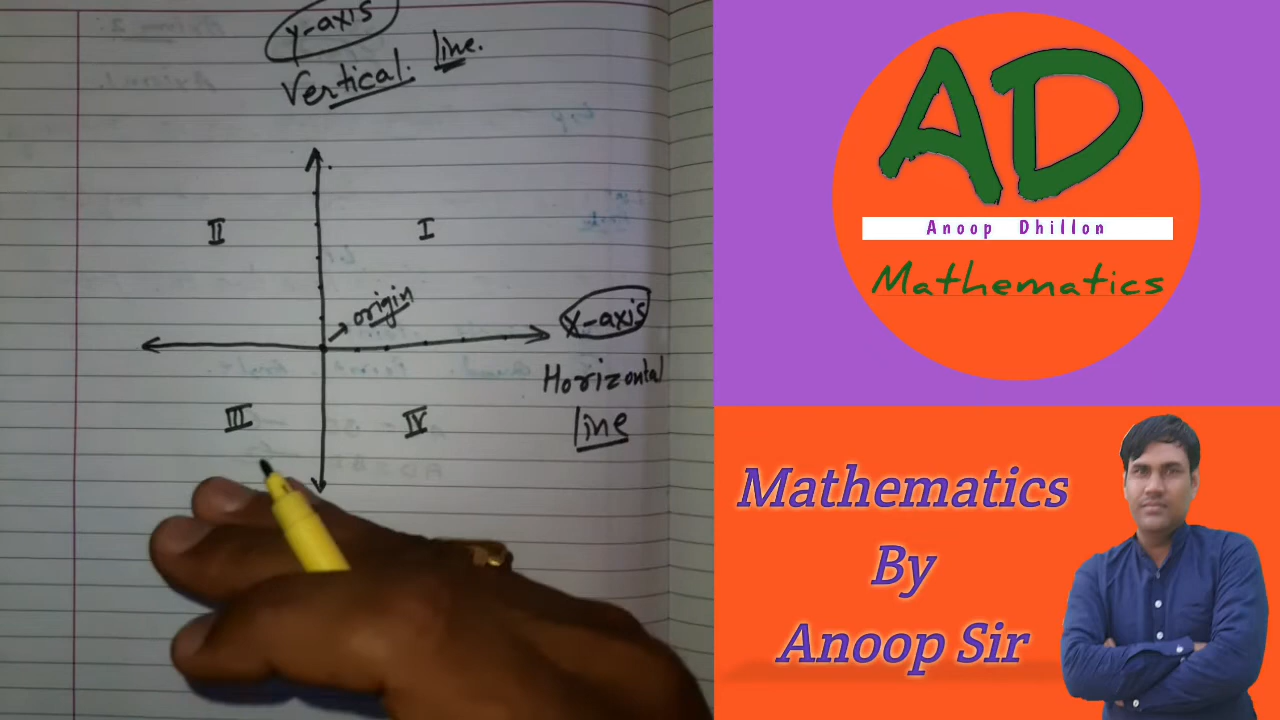 y-axis
Vertical line.
II
I
origin
x-axis
Horizontal
line
III
IV
AD
Anoop Dhillon
Mathematics
Mathematics
By
Anoop Sir